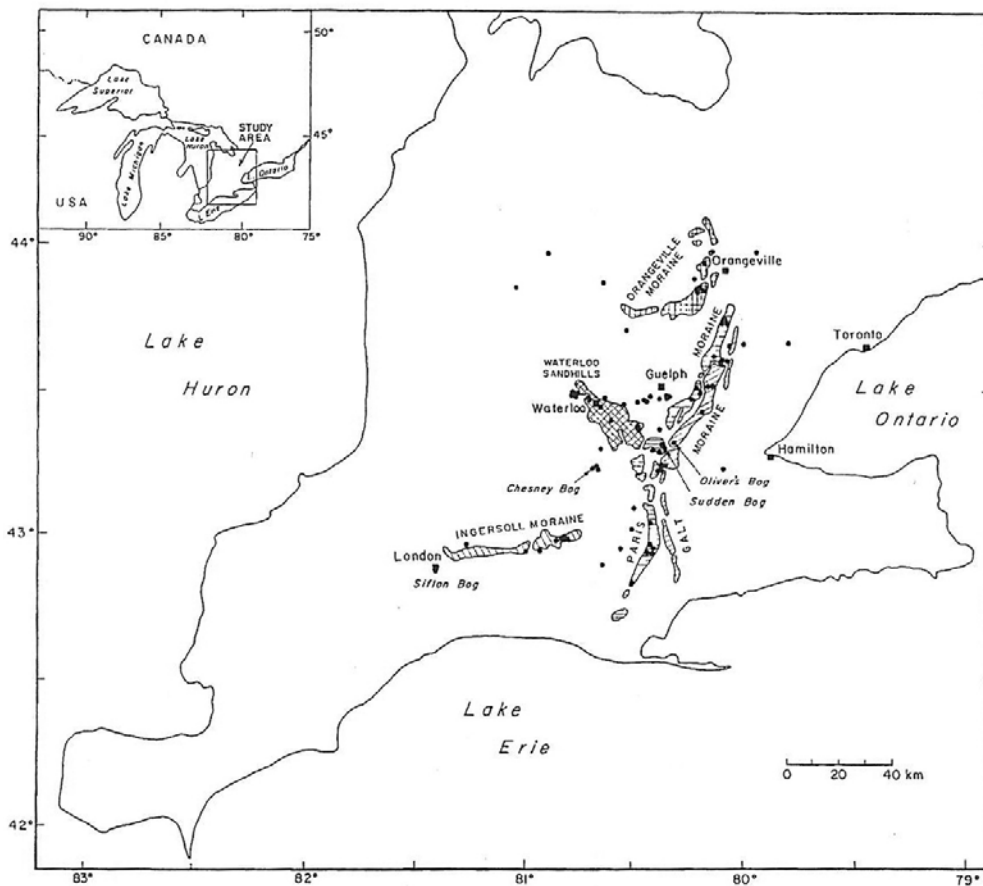 CANADA
50°
Lake
Superior
STUDY
AREA
45°
Lake
Huron
Lake Michigan
L. Ontario
L. Erie
USA
90°
85°
80°
75°
44°
ORANGEVILLE
MORAINE
Orangeville
Lake
Huron
MORAINE
Toronto
WATERLOO
SANDHILLS
Guelph
Waterloo
Lake
Ontario
MORAINE
Hamilton
Oliver's Bog
Chesney Bog
Sudden Bog
43°
INGERSOLL MORAINE
PARIS
GALT
London
Sifton Bog
Lake
Erie
0 20 40 km
42°
83°
82°
81°
80°
79°